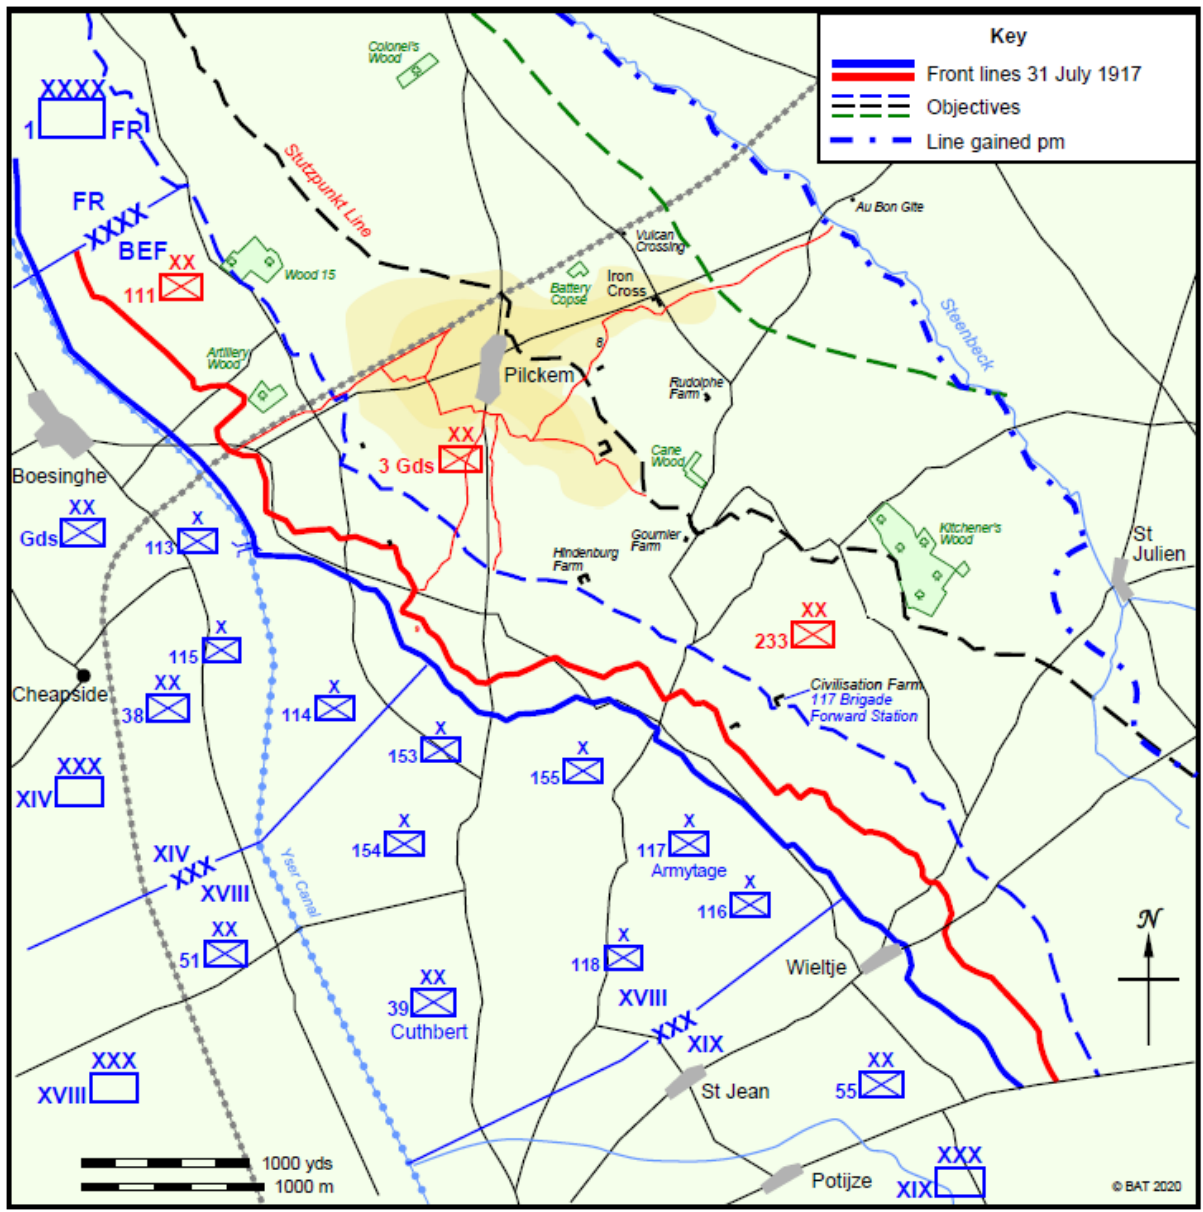 Key
Front lines 31 July 1917
Objectives
Line gained pm
Colonel's
Wood
XXXX
1
FR
Stutzpunkt Line
FR
XXXX
BEF
XX
111
Wood 15
Au Bon Gite
Vulcan
Crossing
Iron
Cross
Battery
Copse
Steenbeck
Artillery
Wood
8
Pilckem
Rudolphe
Farm
Boesinghe
XX
3 Gds
Cane
Wood
XX
Gds
X
113
Gournier
Farm
Kitchener's
Wood
St
Julien
Hindenburg
Farm
X
115
XX
233
Cheapside
XX
38
X
114
Civilisation Farm
117 Brigade
Forward Station
X
153
X
155
XXX
XIV
X
154
X
117
Armytage
XIV
XXX
XVIII
Yser Canal
X
116
XX
51
X
118
Wieltje
N
XX
39
Cuthbert
XVIII
XXX
XIX
XXX
XVIII
St Jean
XX
55
1000 yds
1000 m
Potijze
XXX
XIX
© BAT 2020